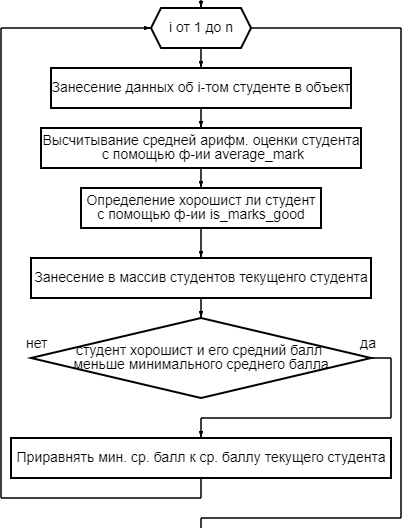 i от 1 до n
Занесение данных об i-том студенте в объект
Высчитывание средней арифм. оценки студента
с помощью ф-ии average_mark
Определение хорошист ли студент
с помощью ф-ии is_marks_good
Занесение в массив студентов текущенго студента
нет
да
студент хорошист и его средний балл
меньше минимального среднего балла
Приравнять мин. ср. балл к ср. баллу текущего студента